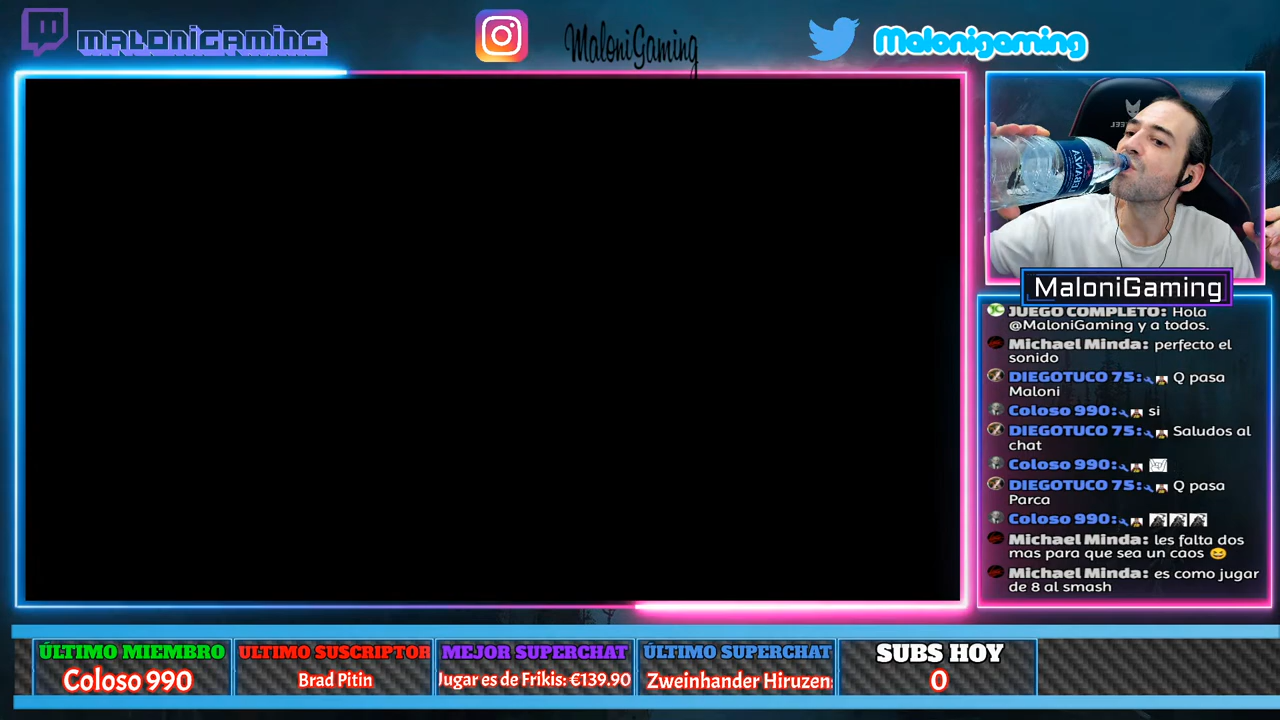 MALONIGAMING
MaloniGaming
Malonigaming
LANZA
MaloniGaming
JUEGO COMPLETO: Hola
@MaloniGaming y a todos.
Michael Minda: perfecto el
sonido
DIEGOTUCO 75: Q pasa
Maloni
Coloso 990: si
DIEGOTUCO 75: Saludos al
chat
Coloso 990:
DIEGOTUCO 75: Q pasa
Parca
Coloso 990:
Michael Minda: les falta dos
mas para que sea un caos 😆
Michael Minda: es como jugar
de 8 al smash
ÚLTIMO MIEMBRO
Coloso 990
ULTIMO SUSCRIPTOR
Brad Pitin
MEJOR SUPERCHAT
Jugar es de Frikis: €139.90
ÚLTIMO SUPERCHAT
Zweinhander Hiruzen:
SUBS HOY
0